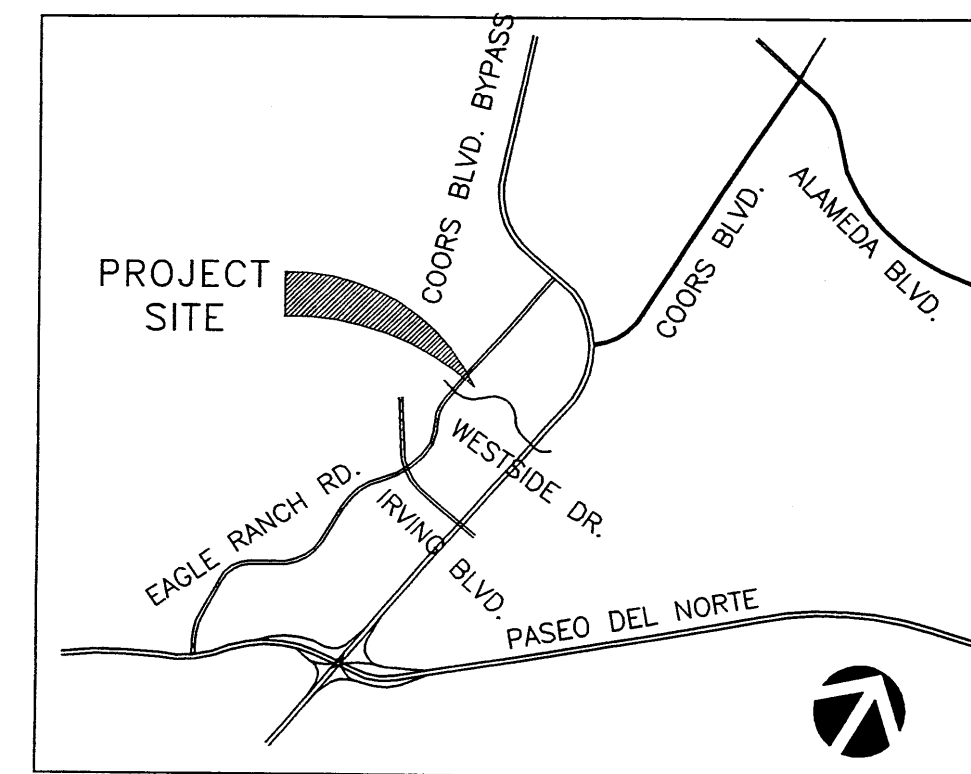 COORS BLVD. BYPASS
COORS BLVD.
ALAMEDA BLVD.
PROJECT
SITE
WESTSIDE DR.
EAGLE RANCH RD.
IRVING BLVD.
PASEO DEL NORTE